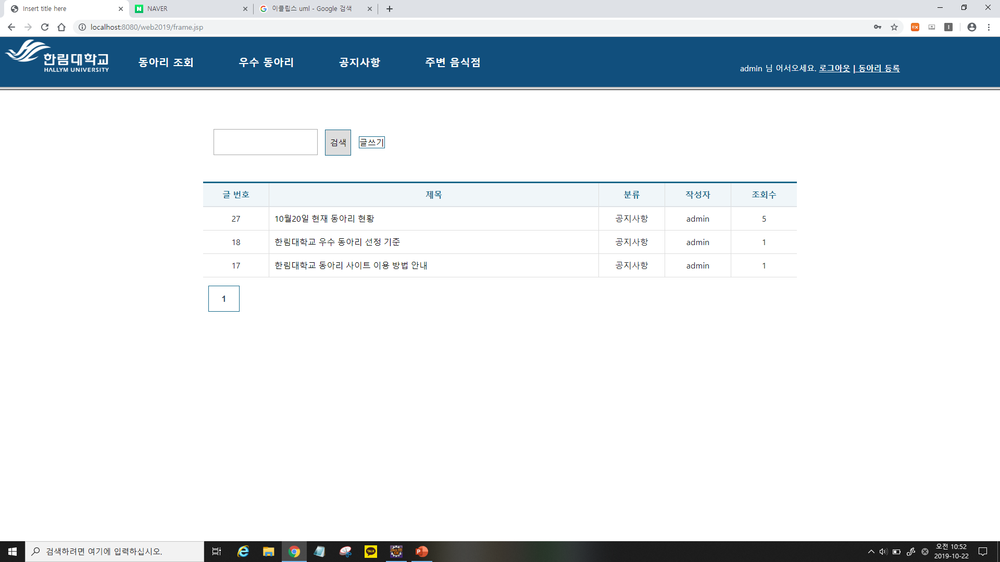 Insert title here
NAVER
이클립스 uml - Google 검색
localhost:8080/web2019/frame.jsp
한림대학교
HALLYM UNIVERSITY
동아리 조회 우수 동아리 공지사항 주변 음식점
admin 님 어서오세요. 로그아웃 | 동아리 등록
검색 글쓰기
글 번호 제목 분류 작성자 조회수
27 10월20일 현재 동아리 현황 공지사항 admin 5
18 한림대학교 우수 동아리 선정 기준 공지사항 admin 1
17 한림대학교 동아리 사이트 이용 방법 안내 공지사항 admin 1
1
검색하려면 여기에 입력하십시오.
TALK
오전 10:52
2019-10-22